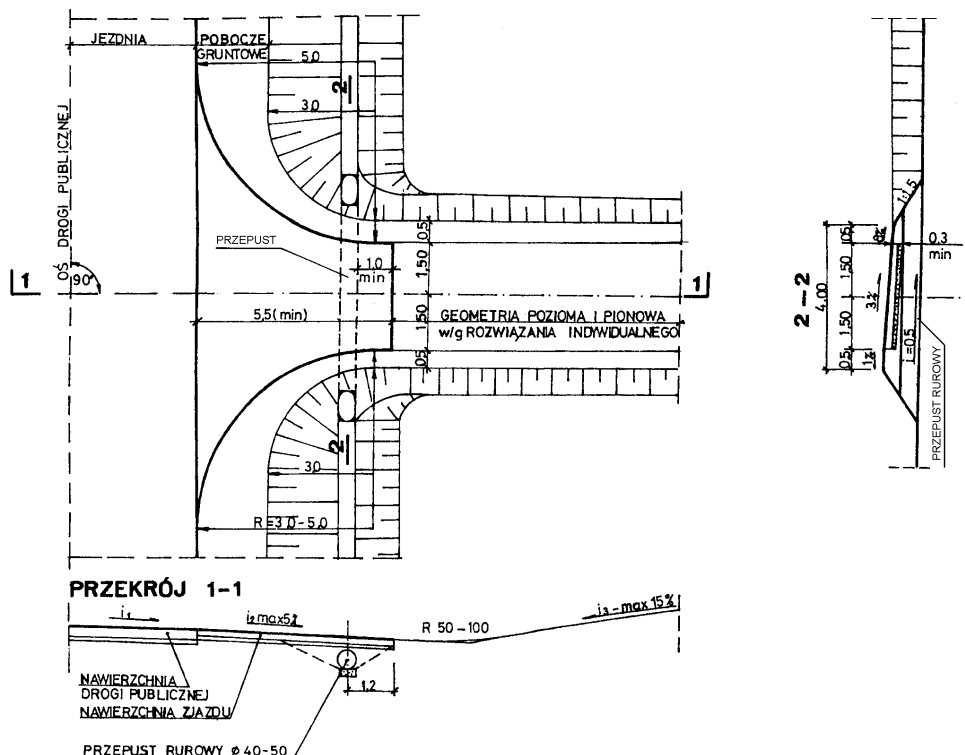 JEZDNIA
POBOCZE
GRUNTOWE
5,0
2
3,0
OŚ DROGI PUBLICZNEJ
90°
PRZEPUST
1
1,0
min
0,5
1,50
1
5,5(min)
1,50
GEOMETRIA POZIOMA I PIONOWA
w/g ROZWIĄZANIA INDYWIDUALNEGO
0,5
2
3,0
R=3,0-5,0
1:1,5
0,5
8%
0,3
min
1,50
4,00
3%
2-2
1,50
1%
i=0,5
0,5
PRZEPUST RUROWY
PRZEKRÓJ 1-1
i1
i2 max5%
R 50-100
i3-max 15%
1,2
NAWIERZCHNIA
DROGI PUBLICZNEJ
NAWIERZCHNIA ZJAZDU
PRZEPUST RUROWY ø 40-50